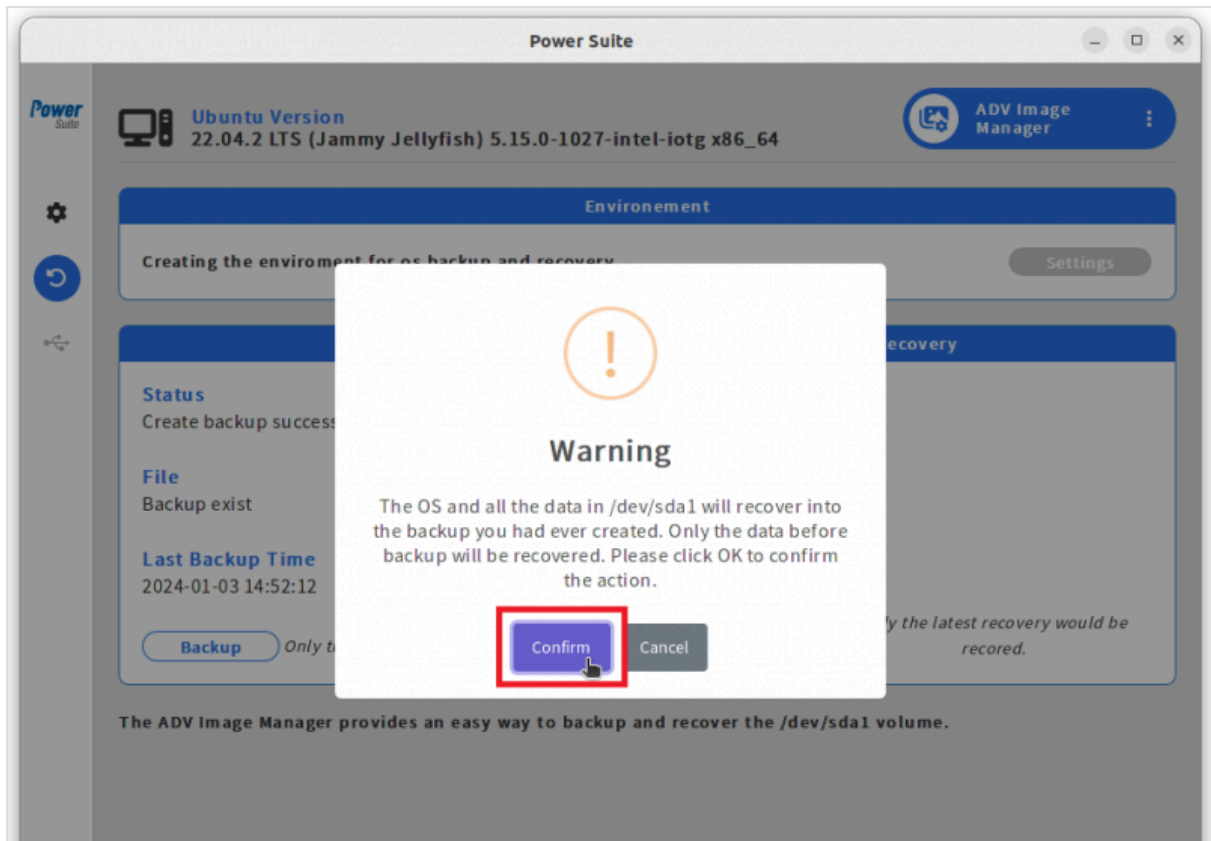 Power Suite
Power
Suite
Ubuntu Version
22.04.2 LTS (Jammy Jellyfish) 5.15.0-1027-intel-iotg x86_64
ADV Image
Manager
Environement
Creating the enviroment for os backup and recovery
Settings
ecovery
Status
Create backup success
File
Backup exist
Last Backup Time
2024-01-03 14:52:12
Backup
Only t
Warning
The OS and all the data in /dev/sda1 will recover into
the backup you had ever created. Only the data before
backup will be recovered. Please click OK to confirm
the action.
Confirm
Cancel
ly the latest recovery would be
recored.
The ADV Image Manager provides an easy way to backup and recover the /dev/sda1 volume.